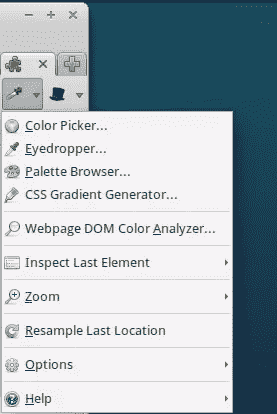 Color Picker...
Eyedropper...
Palette Browser...
CSS Gradient Generator...
Webpage DOM Color Analyzer...
Inspect Last Element
Zoom
Resample Last Location
Options
Help